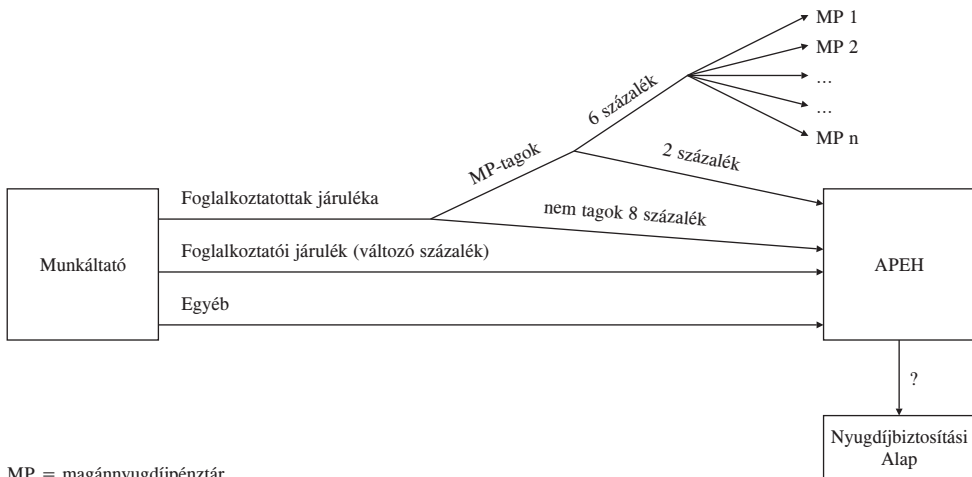 MP 1
MP 2
...
...
MP n
6 százalék
MP-tagok
2 százalék
Foglalkoztatottak járuléka
nem tagok 8 százalék
Munkáltató
Foglalkoztatói járulék (változó százalék)
APEH
Egyéb
?
Nyugdíjbiztosítási
Alap
MP = magánnyugdíjpénztár